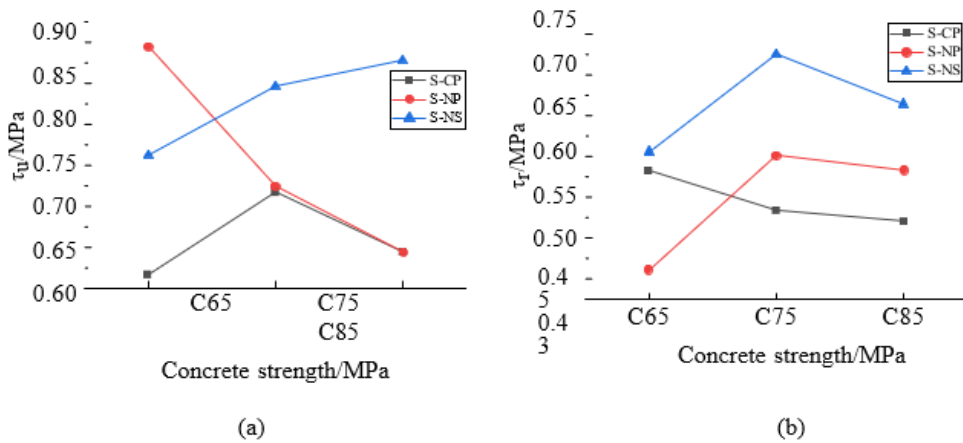 0.90
0.85
0.80
0.75
0.70
0.65
0.60
τu/MPa
S-CP
S-NP
S-NS
C65
C75
C85
Concrete strength/MPa
(a)
0.75
0.70
0.65
0.60
0.55
0.50
0.4
5
0.4
3
τr/MPa
S-CP
S-NP
S-NS
C65
C75
C85
Concrete strength/MPa
(b)